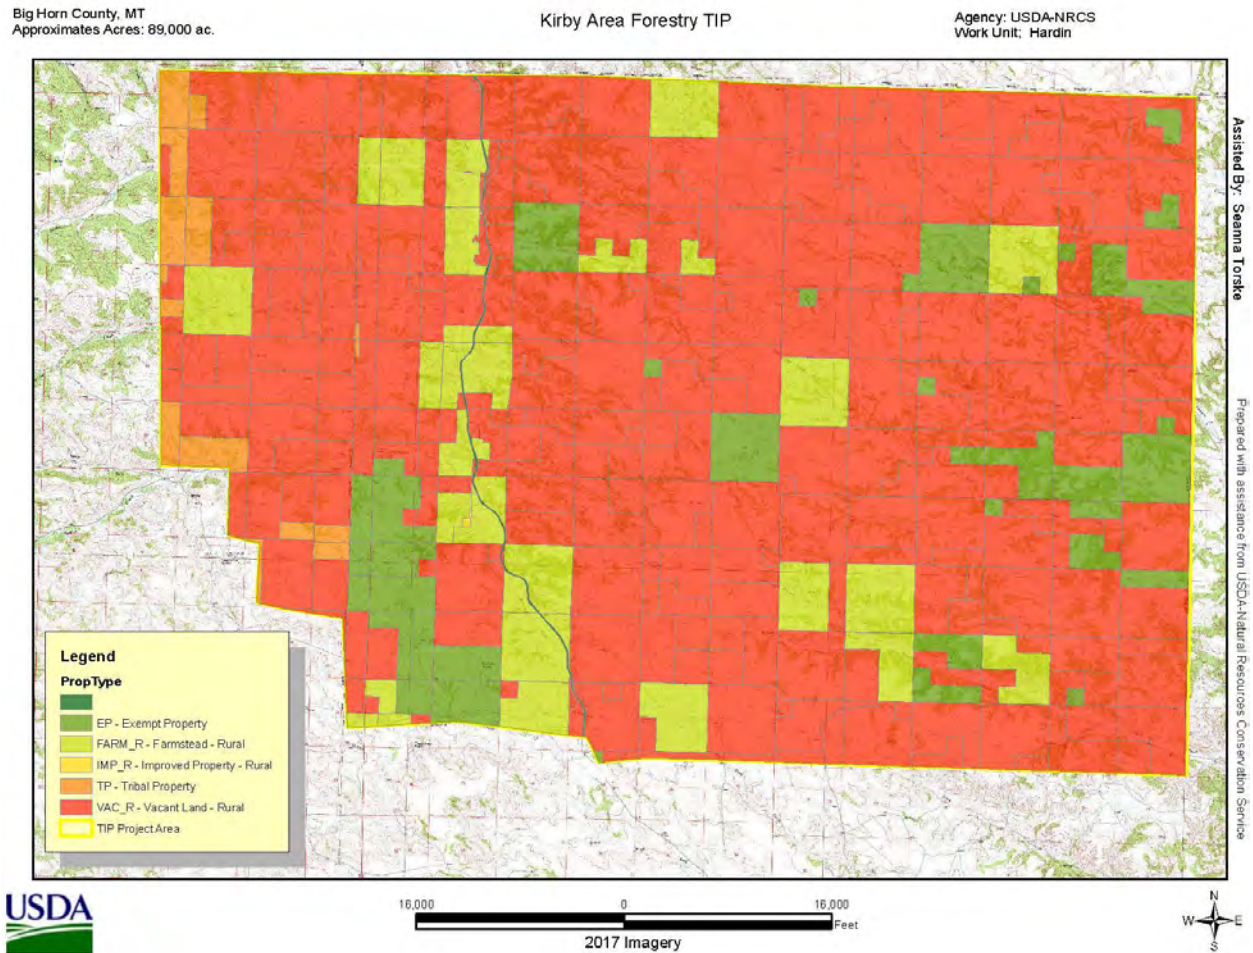 Big Horn County, MT
Approximates Acres: 89,000 ac.
Kirby Area Forestry TIP
Agency: USDA-NRCS
Work Unit; Hardin
Assisted By: Seanna Torske
Prepared with assistance from USDA-Natural Resources Conservation Service
Legend
PropType
EP - Exempt Property
FARM_R - Farmstead - Rural
IMP_R - Improved Property - Rural
TP - Tribal Property
VAC_R - Vacant Land - Rural
TIP Project Area
USDA
16,000 0 16,000
Feet
2017 Imagery
N
W E
S